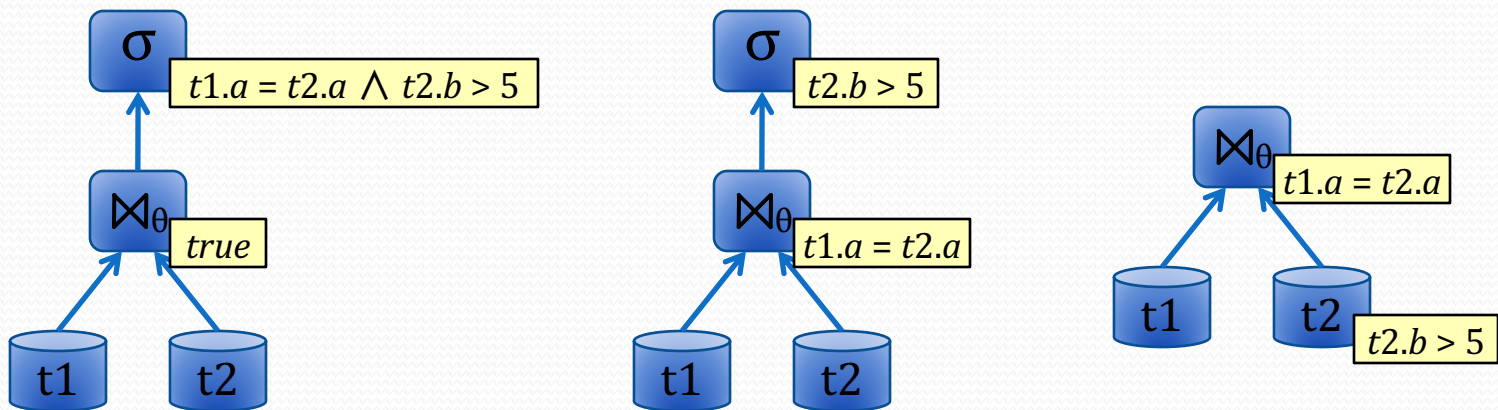 σ
t1.a = t2.a ∧ t2.b > 5
⋈θ
true
t1
t2
σ
t2.b > 5
⋈θ
t1.a = t2.a
t1
t2
⋈θ
t1.a = t2.a
t1
t2
t2.b > 5